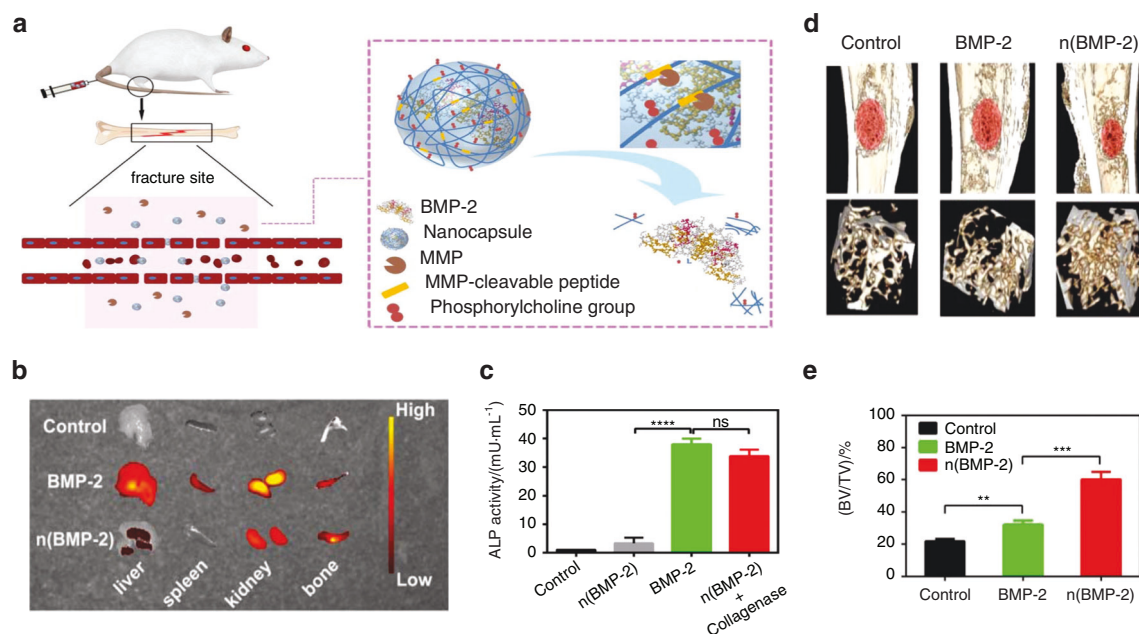 a
fracture site
BMP-2
Nanocapsule
MMP
MMP-cleavable peptide
Phosphorylcholine group
d
Control
BMP-2
n(BMP-2)
b
High
Control
BMP-2
n(BMP-2)
Low
liver
spleen
kidney
bone
c
ALP activity/(mU·mL⁻¹)
50
40
30
20
10
0
****
ns
Control
n(BMP-2)
BMP-2
n(BMP-2)
+
Collagenase
e
(BV/TV)/%
100
80
60
40
20
0
Control
BMP-2
n(BMP-2)
**
***
Control
BMP-2
n(BMP-2)